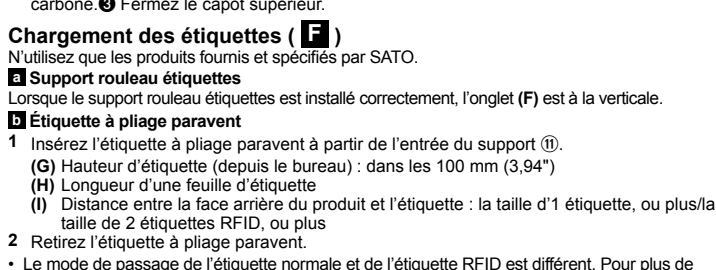 carbone.❸ Fermez le capot supérieur.
Chargement des étiquettes ( F )
N'utilisez que les produits fournis et spécifiés par SATO.
a Support rouleau étiquettes
Lorsque le support rouleau étiquettes est installé correctement, l'onglet (F) est à la verticale.
b Étiquette à pliage paravent
1 Insérez l'étiquette à pliage paravent à partir de l'entrée du support ⑪.
(G) Hauteur d'étiquette (depuis le bureau) : dans les 100 mm (3,94")
(H) Longueur d'une feuille d'étiquette
(I) Distance entre la face arrière du produit et l'étiquette : la taille d'1 étiquette, ou plus/la
taille de 2 étiquettes RFID, ou plus
2 Retirez l'étiquette à pliage paravent.
• Le mode de passage de l'étiquette normale et de l'étiquette RFID est différent. Pour plus de